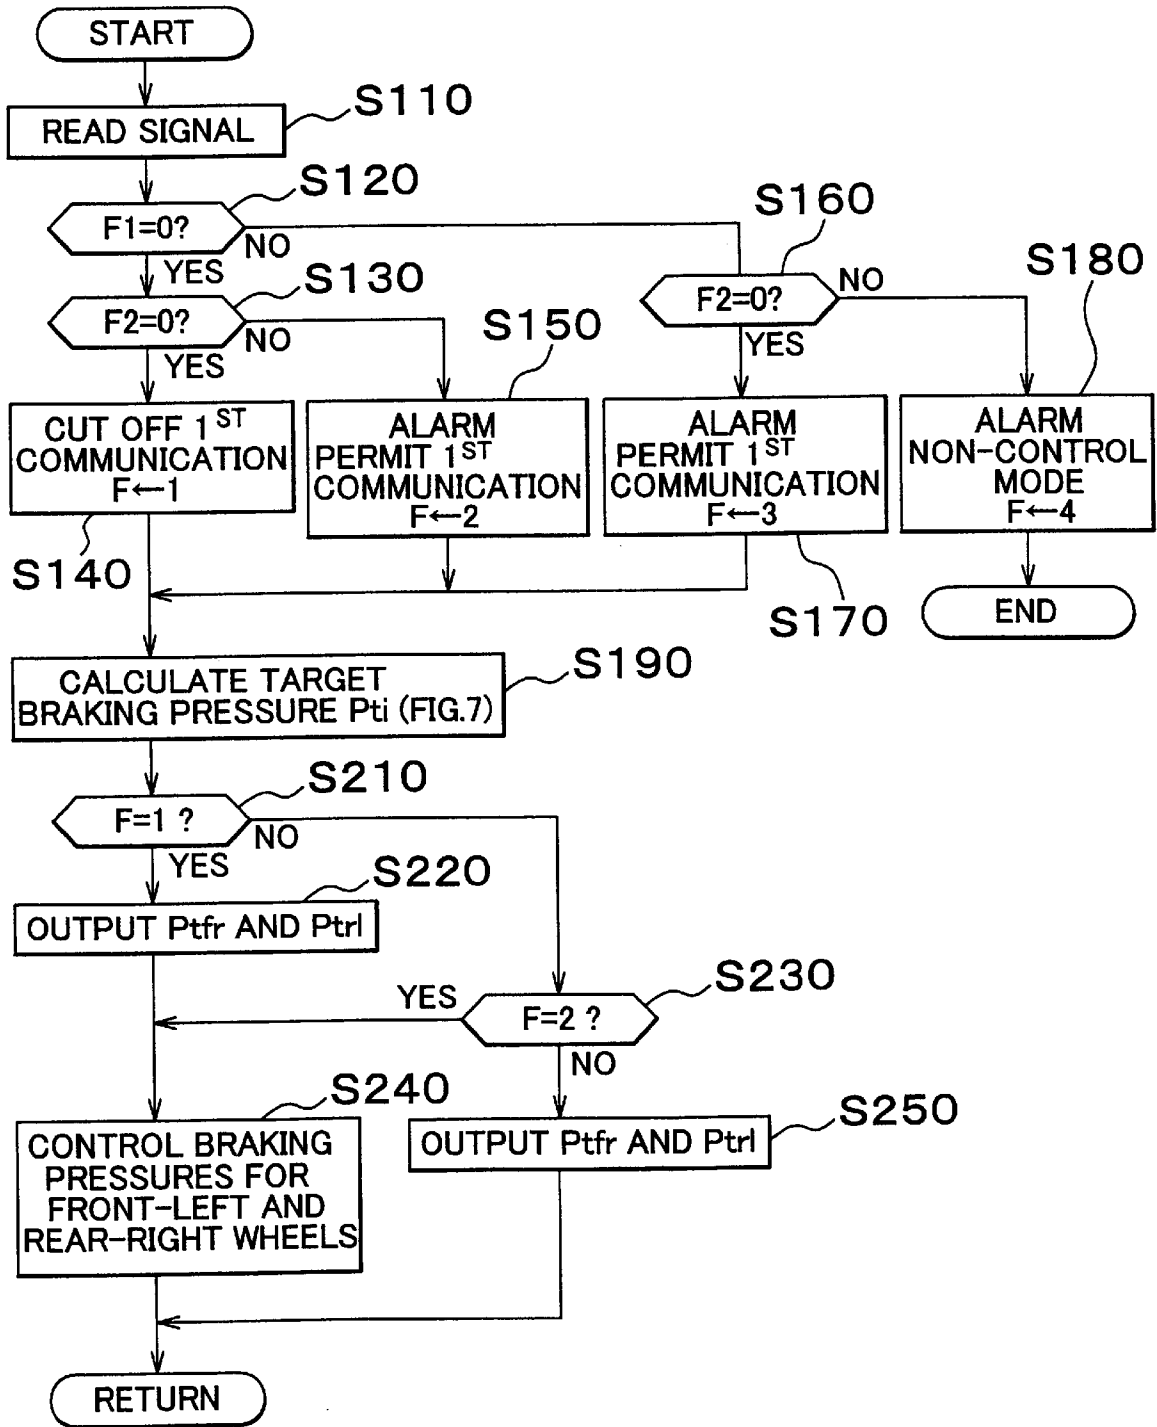 START
S110
READ SIGNAL
S120
F1=0?
NO
YES
S160
F2=0?
NO
YES
S180
S130
F2=0?
NO
YES
S150
CUT OFF 1ST
COMMUNICATION
F←1
S140
ALARM
PERMIT 1ST
COMMUNICATION
F←2
ALARM
PERMIT 1ST
COMMUNICATION
F←3
S170
ALARM
NON-CONTROL
MODE
F←4
END
S190
CALCULATE TARGET
BRAKING PRESSURE Pti (FIG.7)
S210
F=1 ?
NO
YES
S220
OUTPUT Ptfr AND Ptrl
S230
YES
F=2 ?
NO
S240
CONTROL BRAKING
PRESSURES FOR
FRONT-LEFT AND
REAR-RIGHT WHEELS
S250
OUTPUT Ptfr AND Ptrl
RETURN